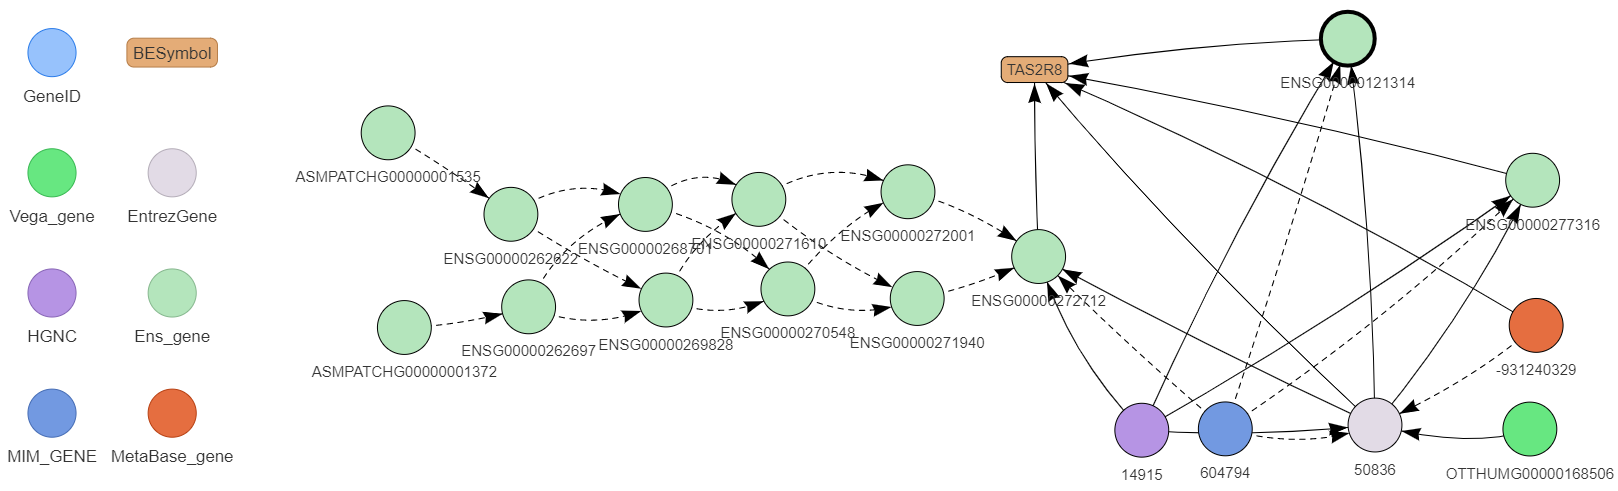 GeneID
BESymbol
Vega_gene
EntrezGene
HGNC
Ens_gene
MIM_GENE
MetaBase_gene
TAS2R8
ENSG00000121314
ASMPATCHG00000001535
ENSG00000262622
ENSG00000268701
ENSG00000271610
ENSG00000272001
ENSG00000277316
ENSG00000272712
ASMPATCHG00000001372
ENSG00000262697
ENSG00000269828
ENSG00000270548
ENSG00000271940
-931240329
14915
604794
50836
OTTHUMG00000168506